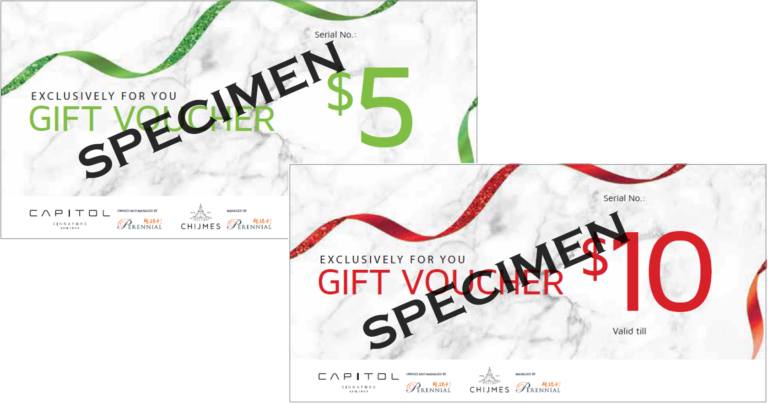 Serial No.:
EXCLUSIVELY FOR YOU
GIFT VOUCHER
$5
SPECIMEN
CAPITOL
SINGAPORE
OWNED AND MANAGED BY
PERENNIAL
CHIJMES
MANAGED BY
PERENNIAL
Serial No.:
EXCLUSIVELY FOR YOU
GIFT VOUCHER
$10
SPECIMEN
Valid till
CAPITOL
SINGAPORE
OWNED AND MANAGED BY
PERENNIAL
CHIJMES
MANAGED BY
PERENNIAL